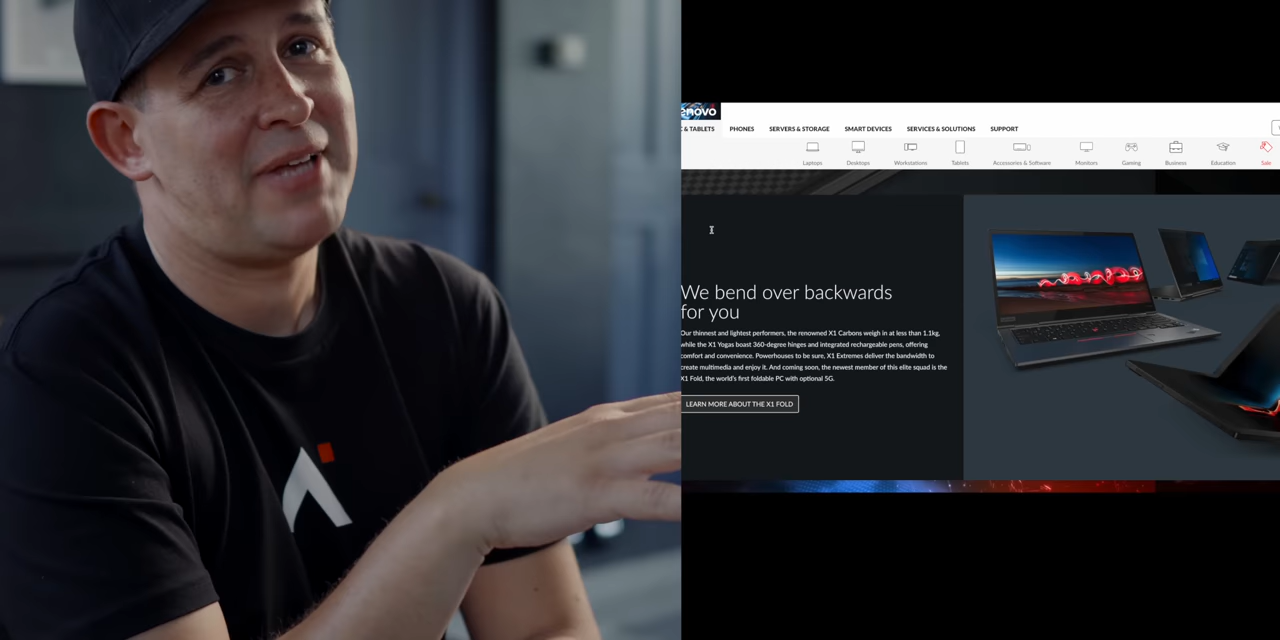 enovo
C & TABLETS PHONES SERVERS & STORAGE SMART DEVICES SERVICES & SOLUTIONS SUPPORT
Laptops Desktops Workstations Tablets Accessories & Software Monitors Gaming Business Education Sale
We bend over backwards
for you
Our thinnest and lightest performers, the renowned X1 Carbons weigh in at less than 1.1kg,
while the X1 Yogas boast 360-degree hinges and integrated rechargeable pens, offering
comfort and convenience. Powerhouses to be sure, X1 Extremes deliver the bandwidth to
create multimedia and enjoy it. And coming soon, the newest member of this elite squad is the
X1 Fold, the world's first foldable PC with optional 5G.
LEARN MORE ABOUT THE X1 FOLD